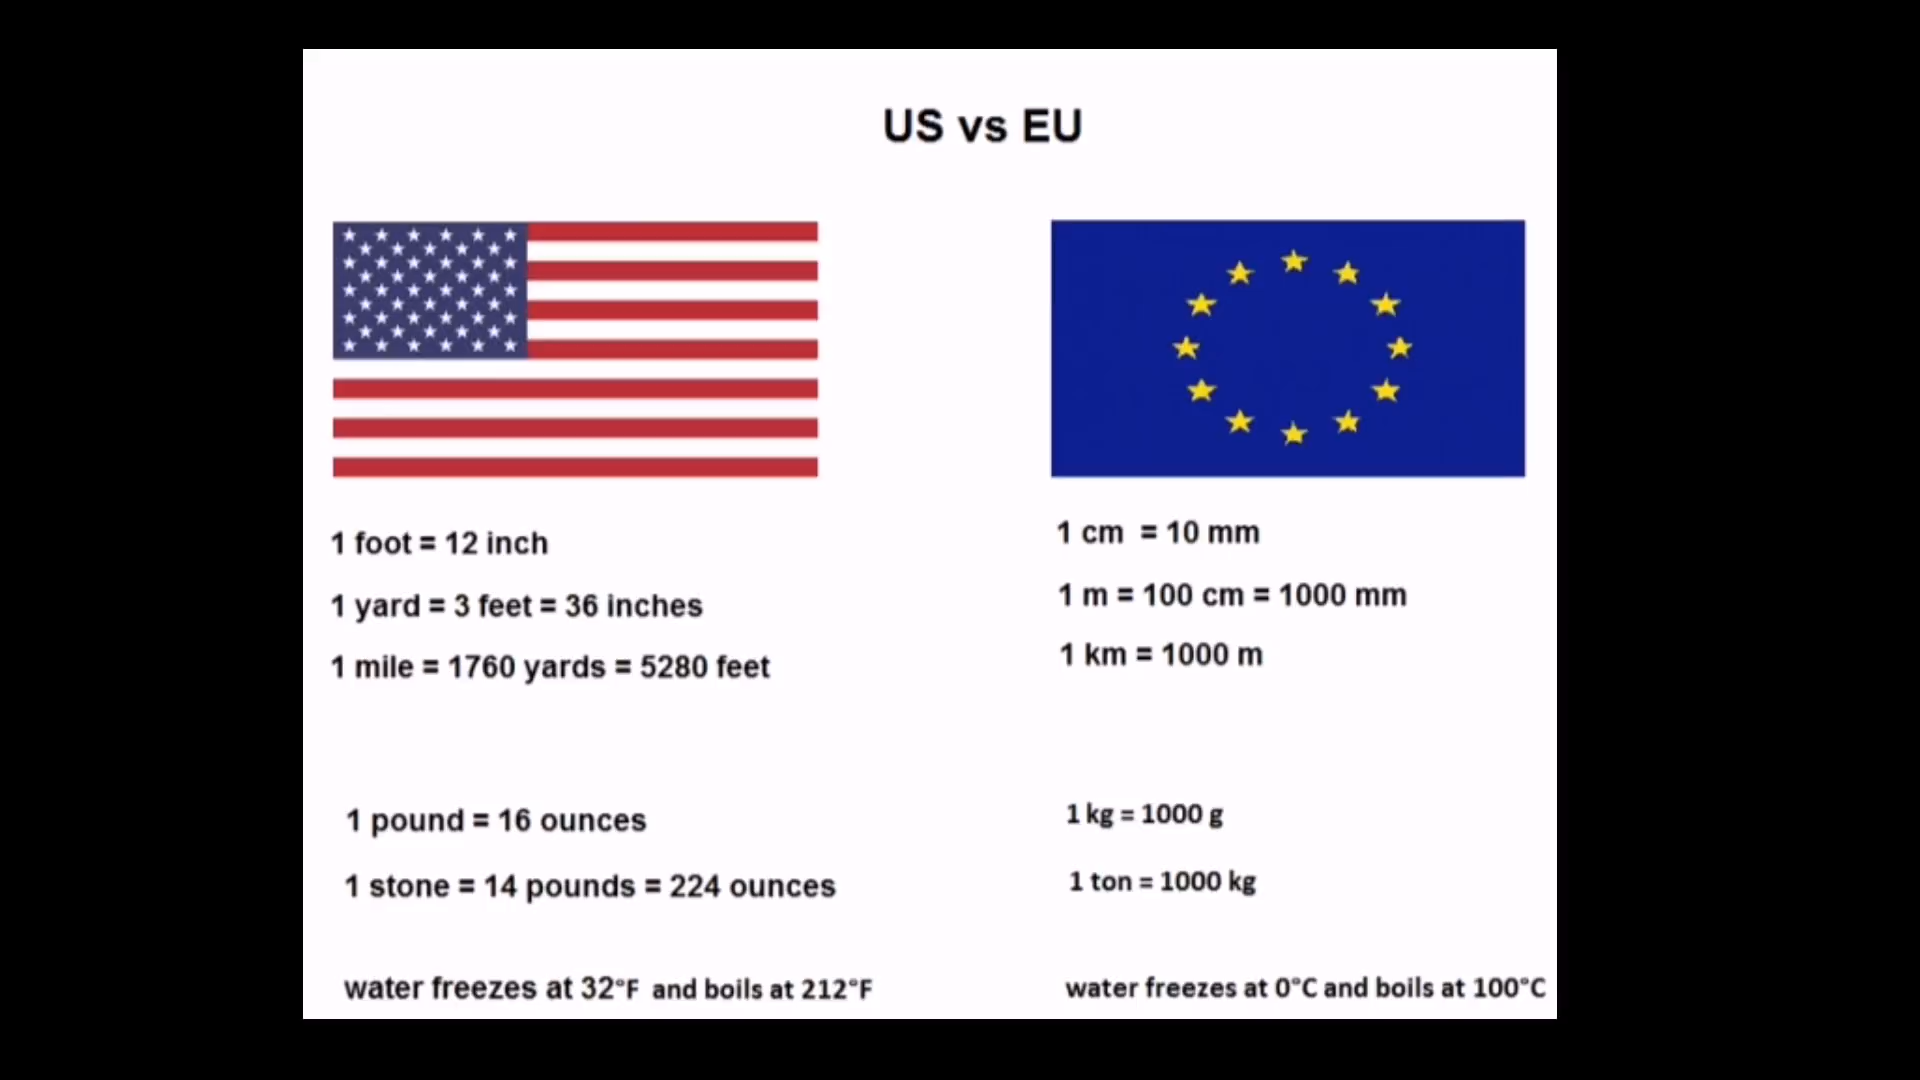 US vs EU
1 foot = 12 inch
1 yard = 3 feet = 36 inches
1 mile = 1760 yards = 5280 feet
1 pound = 16 ounces
1 stone = 14 pounds = 224 ounces
water freezes at 32°F and boils at 212°F
1 cm = 10 mm
1 m = 100 cm = 1000 mm
1 km = 1000 m
1 kg = 1000 g
1 ton = 1000 kg
water freezes at 0°C and boils at 100°C